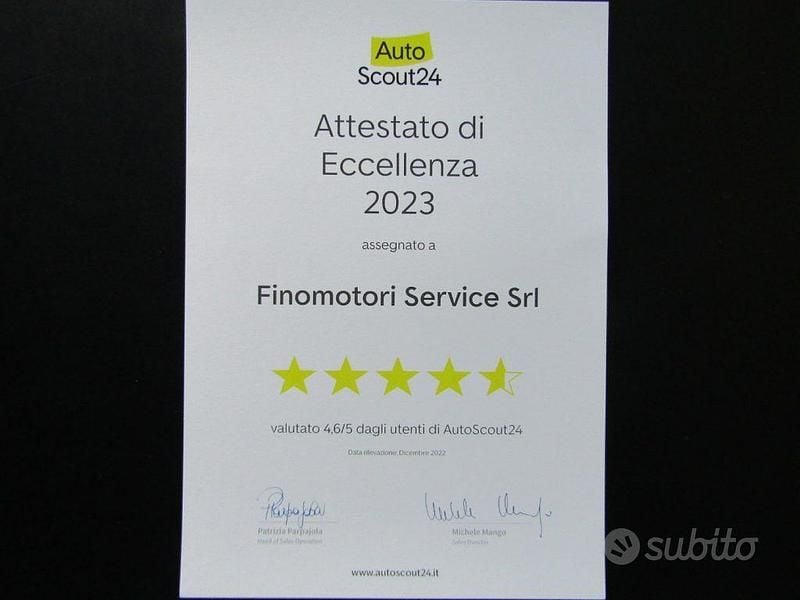 Auto
Scout24
Attestato di
Eccellenza
2023
assegnato a
Finomotori Service Srl
valutato 4,6/5 dagli utenti di AutoScout24
Data rilevazione: Dicembre 2022
Patrizia Parpajola
Michele Mango
Head of Sales Operation
Sales Director
www.autoscout24.it
subito